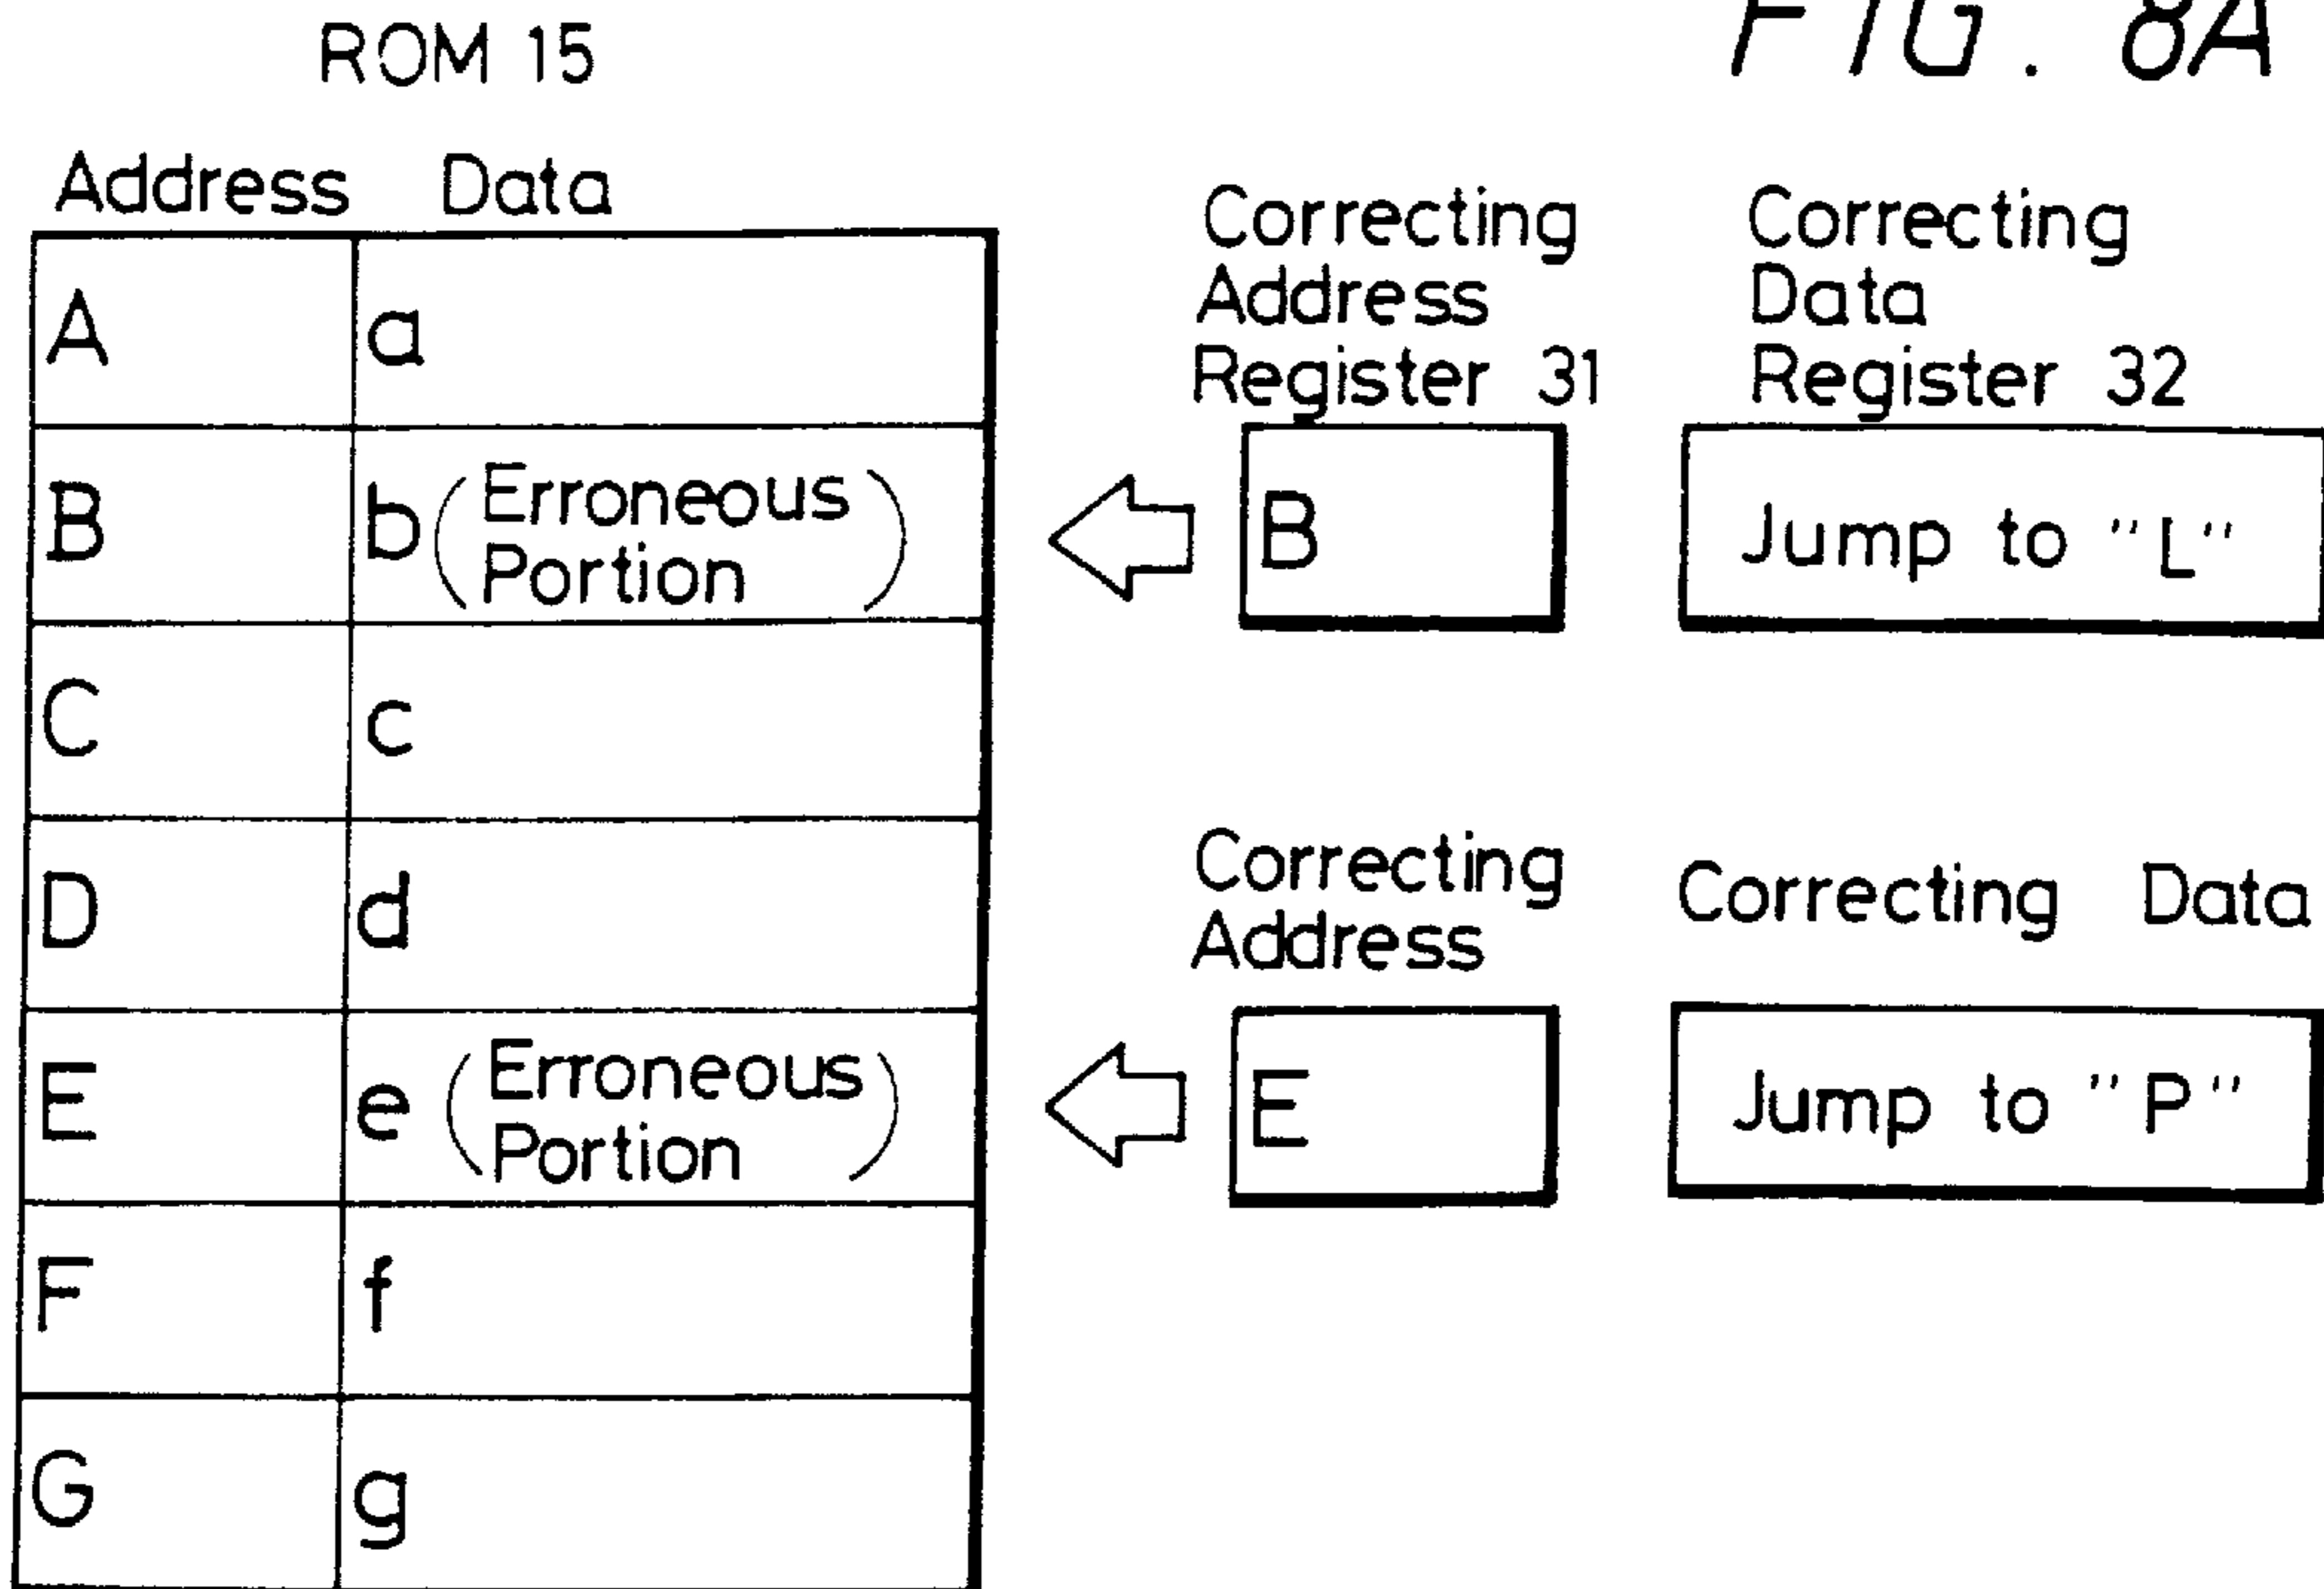 FIG. 8A
ROM 15
Address Data
A a
B b (Erroneous
Portion)
C c
D d
E e (Erroneous
Portion)
F f
G g
Correcting
Address
Register 31
B
Correcting
Data
Register 32
Jump to "L"
Correcting
Address
E
Correcting Data
Jump to "P"